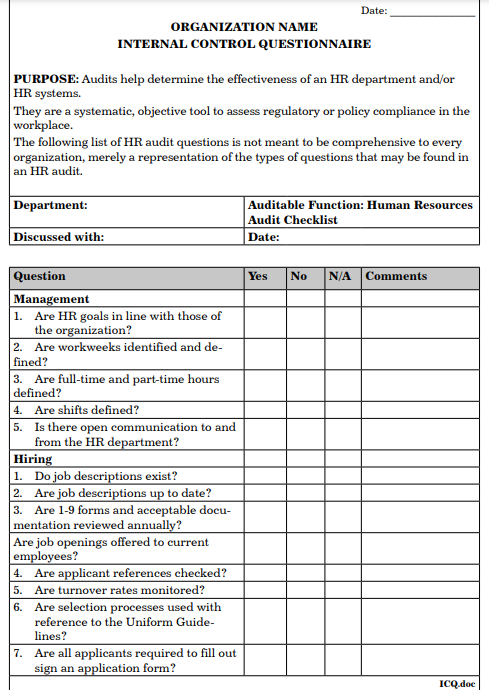 Date: _______________
ORGANIZATION NAME
INTERNAL CONTROL QUESTIONNAIRE
PURPOSE: Audits help determine the effectiveness of an HR department and/or
HR systems.
They are a systematic, objective tool to assess regulatory or policy compliance in the
workplace.
The following list of HR audit questions is not meant to be comprehensive to every
organization, merely a representation of the types of questions that may be found in
an HR audit.
Department:
Auditable Function: Human Resources
Audit Checklist
Discussed with:
Date:
Question Yes No N/A Comments
Management
1. Are HR goals in line with those of
the organization?
2. Are workweeks identified and de-
fined?
3. Are full-time and part-time hours
defined?
4. Are shifts defined?
5. Is there open communication to and
from the HR department?
Hiring
1. Do job descriptions exist?
2. Are job descriptions up to date?
3. Are 1-9 forms and acceptable docu-
mentation reviewed annually?
Are job openings offered to current
employees?
4. Are applicant references checked?
5. Are turnover rates monitored?
6. Are selection processes used with
reference to the Uniform Guide-
lines?
7. Are all applicants required to fill out
sign an application form?
ICQ.doc